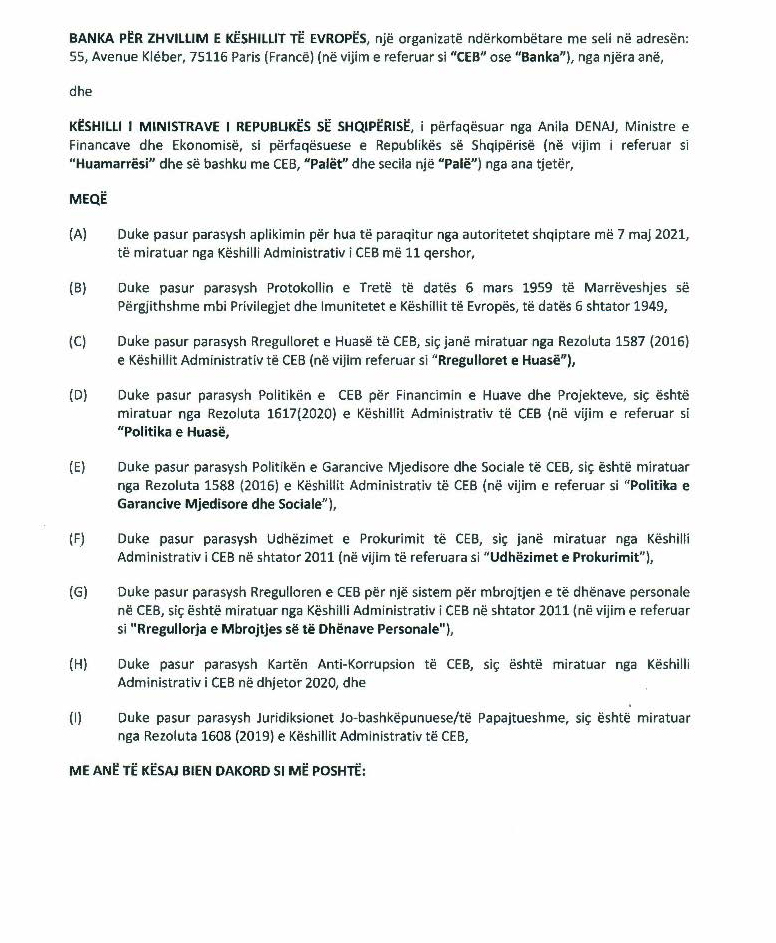 BANKA PËR ZHVILLIM E KËSHILLIT TË EVROPËS, një organizatë ndërkombëtare me seli në adresën:
55, Avenue Kléber, 75116 Paris (Francë) (në vijim e referuar si "CEB" ose "Banka"), nga njëra anë,
dhe
KËSHILLI I MINISTRAVE I REPUBLIKËS SË SHQIPËRISË, i përfaqësuar nga Anila DENAJ, Ministre e
Financave dhe Ekonomisë, si përfaqësuese e Republikës së Shqipërisë (në vijim i referuar si
"Huamarrësi" dhe së bashku me CEB, "Palët" dhe secila një "Palë") nga ana tjetër,
MEQË
(A) Duke pasur parasysh aplikimin për hua të paraqitur nga autoritetet shqiptare më 7 maj 2021,
të miratuar nga Këshilli Administrativ i CEB më 11 qershor,
(B) Duke pasur parasysh Protokollin e Tretë të datës 6 mars 1959 të Marrëveshjes së
Përgjithshme mbi Privilegjet dhe Imunitetet e Këshillit të Evropës, të datës 6 shtator 1949,
(C) Duke pasur parasysh Rregulloret e Huasë të CEB, siç janë miratuar nga Rezoluta 1587 (2016)
e Këshillit Administrativ të CEB (në vijim referuar si "Rregulloret e Huasë"),
(D) Duke pasur parasysh Politikën e CEB për Financimin e Huave dhe Projekteve, siç është
miratuar nga Rezoluta 1617(2020) e Këshillit Administrativ të CEB (në vijim e referuar si
"Politika e Huasë,
(E) Duke pasur parasysh Politikën e Garancive Mjedisore dhe Sociale të CEB, siç është miratuar
nga Rezoluta 1588 (2016) e Këshillit Administrativ të CEB (në vijim e referuar si "Politika e
Garancive Mjedisore dhe Sociale"),
(F) Duke pasur parasysh Udhëzimet e Prokurimit të CEB, siç janë miratuar nga Këshilli
Administrativ i CEB në shtator 2011 (në vijim të referuara si "Udhëzimet e Prokurimit"),
(G) Duke pasur parasysh Rregulloren e CEB për një sistem për mbrojtjen e të dhënave personale
në CEB, siç është miratuar nga Këshilli Administrativ i CEB në shtator 2011 (në vijim e referuar
si "Rregullorja e Mbrojtjes së të Dhënave Personale"),
(H) Duke pasur parasysh Kartën Anti-Korrupsion të CEB, siç është miratuar nga Këshilli
Administrativ i CEB në dhjetor 2020, dhe
(I) Duke pasur parasysh Juridiksionet Jo-bashkëpunuese/të Papajtueshme, siç është miratuar
nga Rezoluta 1608 (2019) e Këshillit Administrativ të CEB,
ME ANË TË KËSAJ BIEN DAKORD SI MË POSHTË: